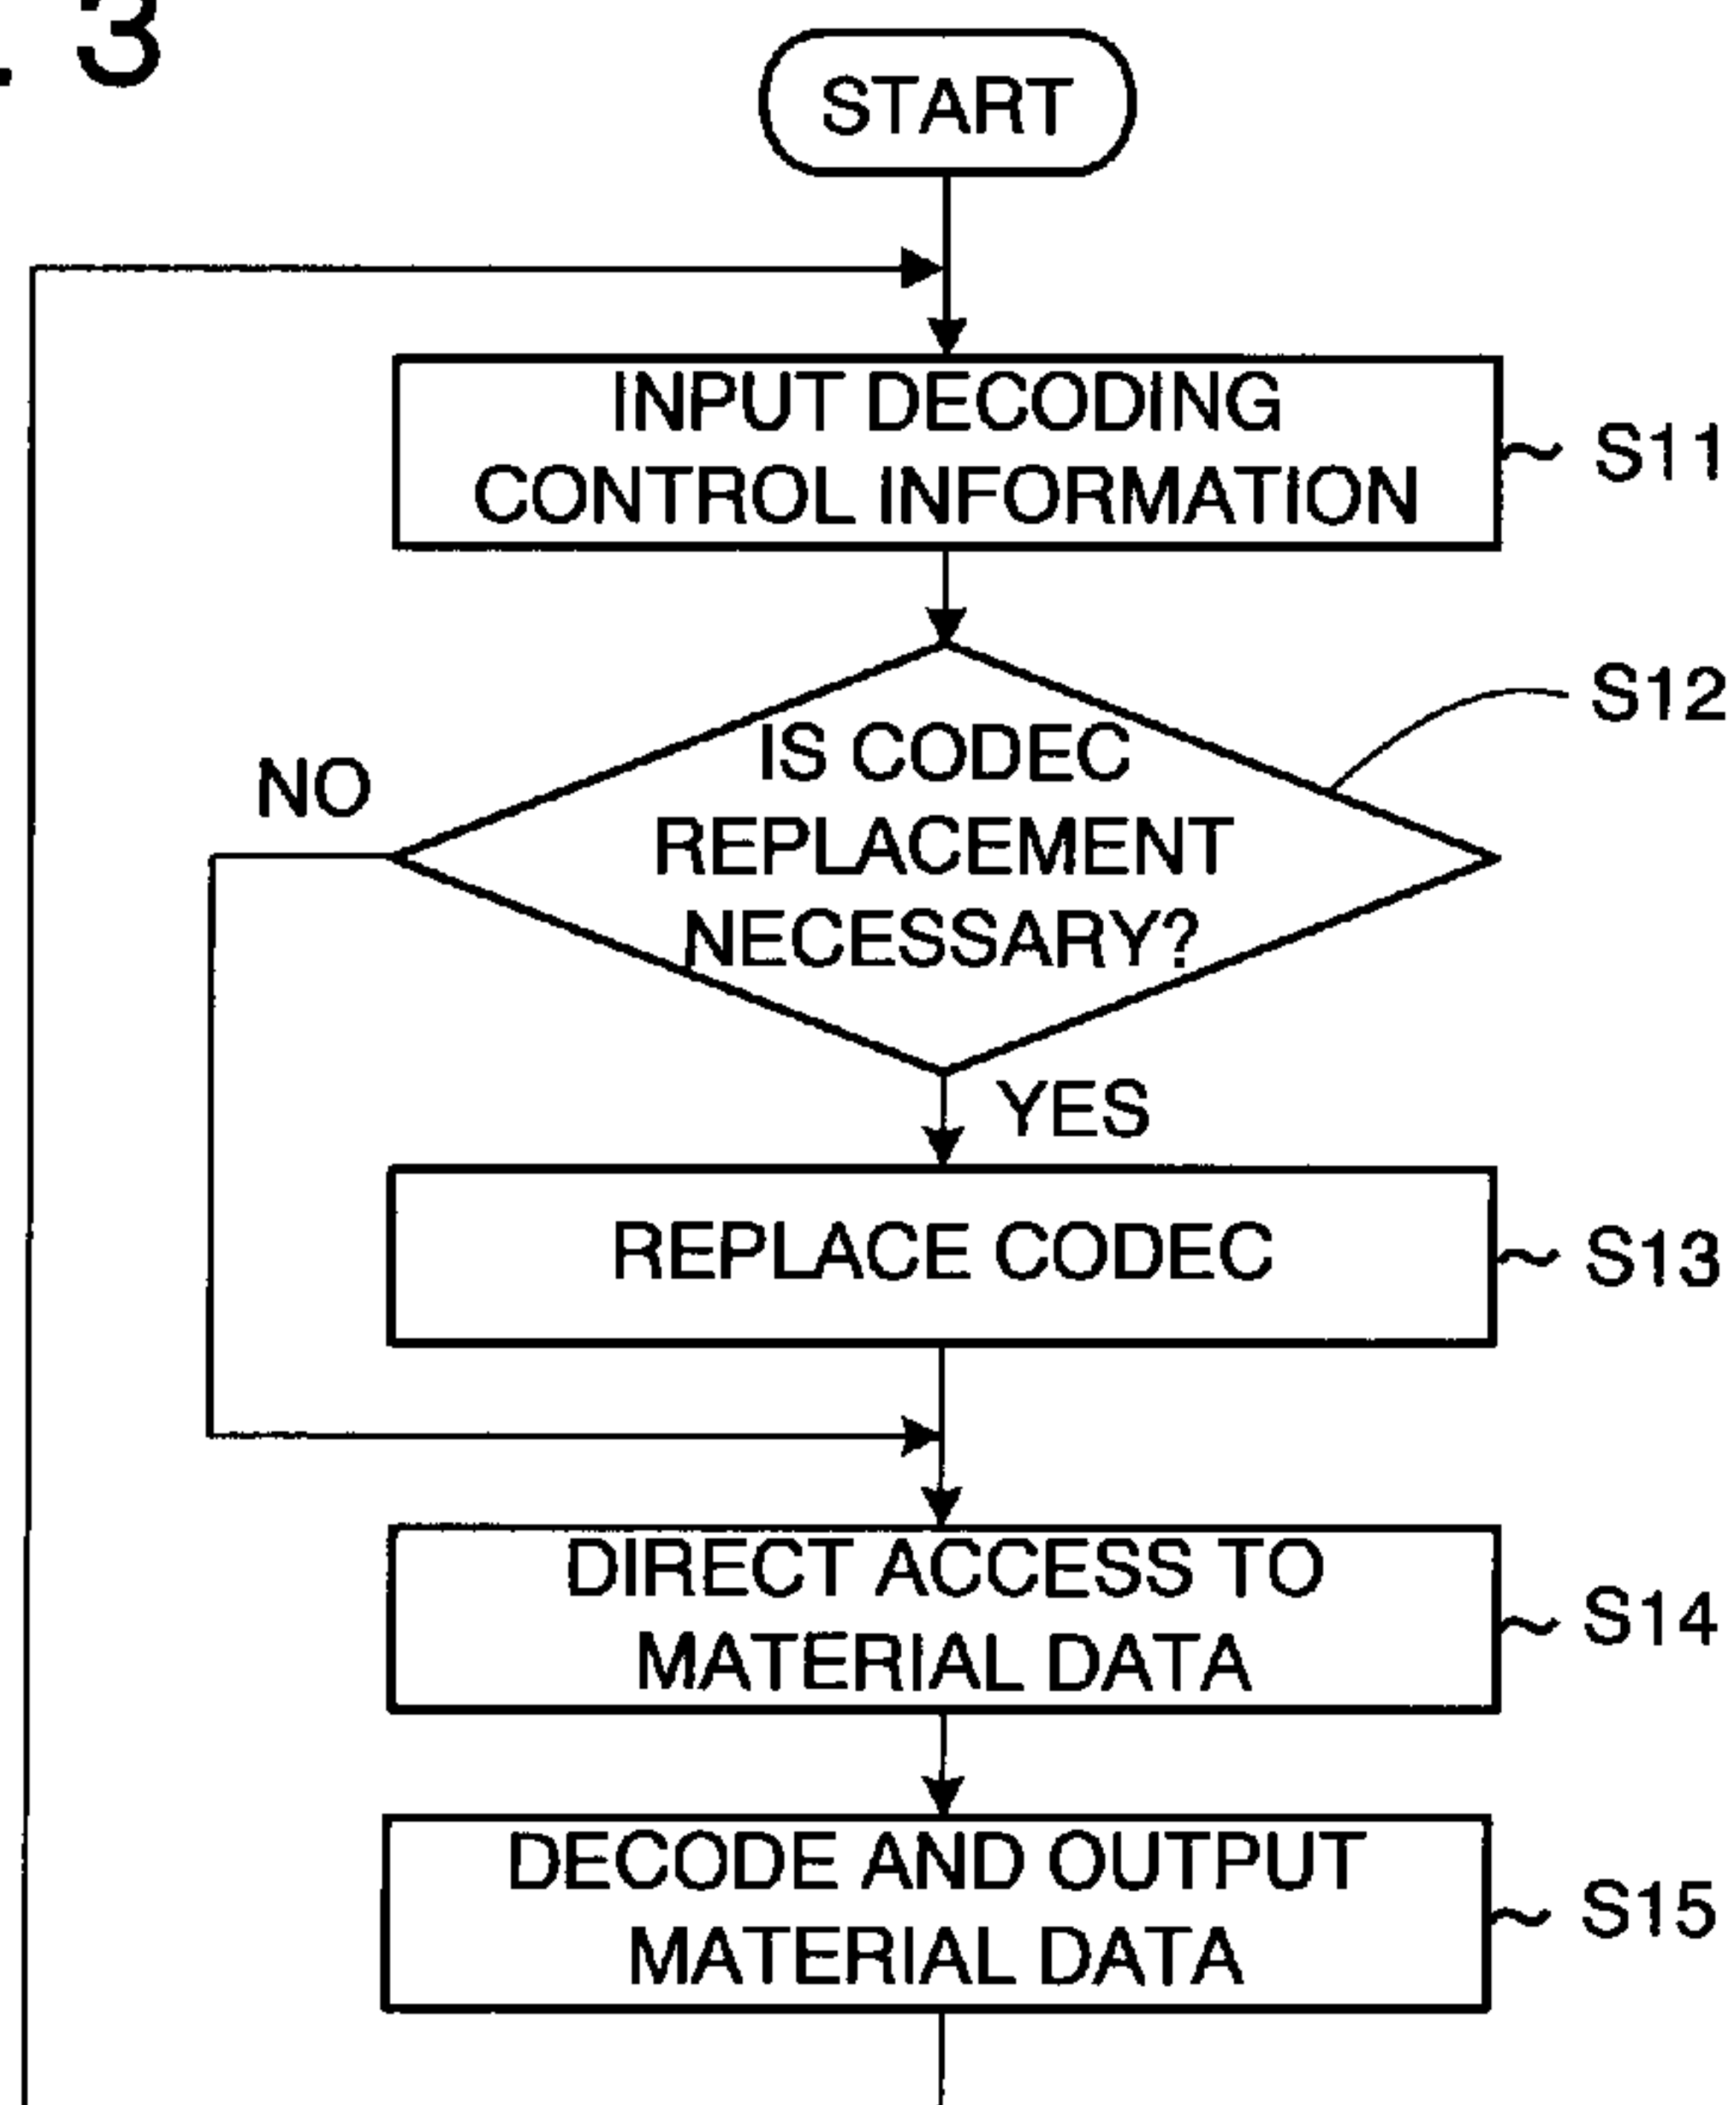 . 3
START
INPUT DECODING
CONTROL INFORMATION
S11
S12
IS CODEC
REPLACEMENT
NECESSARY?
NO
YES
REPLACE CODEC
S13
DIRECT ACCESS TO
MATERIAL DATA
S14
DECODE AND OUTPUT
MATERIAL DATA
S15